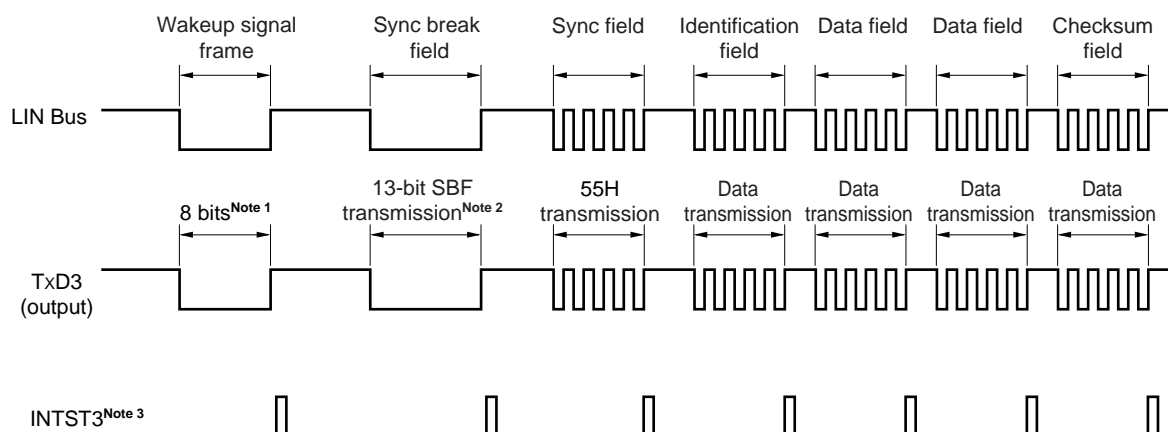 Wakeup signal frame
Sync break field
Sync field
Identification field
Data field
Data field
Checksum field
LIN Bus
8 bitsNote 1
13-bit SBF transmissionNote 2
55H transmission
Data transmission
Data transmission
Data transmission
Data transmission
TxD3
(output)
INTST3Note 3